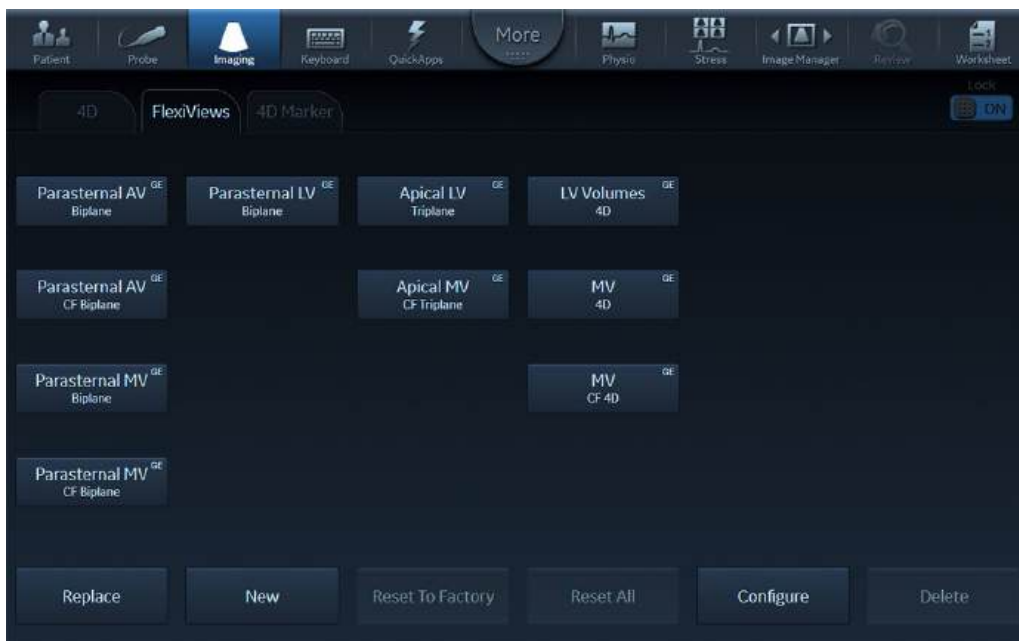 Patient Probe Imaging Keyboard QuickApps More Physio Stress Image Manager Review Worksheet
Lock
4D FlexiViews 4D Marker ON
Parasternal AV GE Parasternal LV GE Apical LV GE LV Volumes GE
Biplane Biplane Triplane 4D
Parasternal AV GE Apical MV GE MV GE
CF Biplane CF Triplane 4D
Parasternal MV GE MV GE
Biplane CF 4D
Parasternal MV GE
CF Biplane
Replace New Reset To Factory Reset All Configure Delete